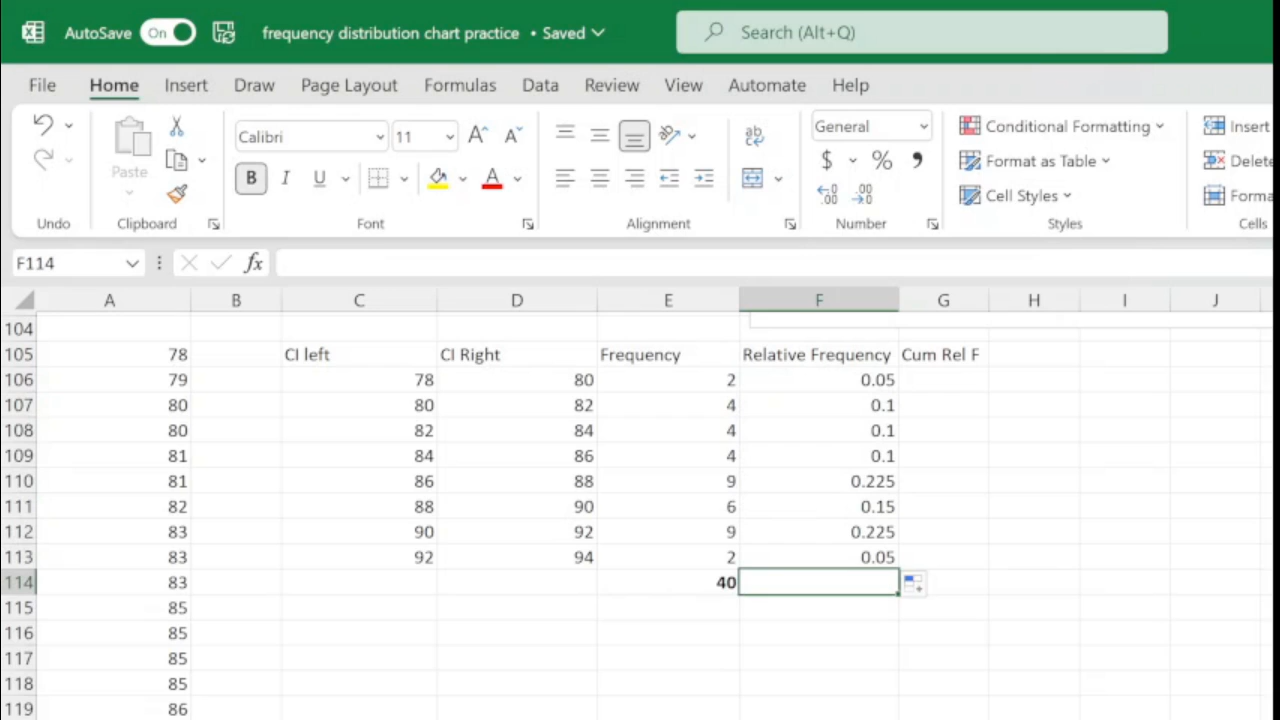 AutoSave On frequency distribution chart practice • Saved Search (Alt+Q)
File Home Insert Draw Page Layout Formulas Data Review View Automate Help
Calibri 11 General Conditional Formatting Insert
Paste B I U A $ % Format as Table Delete
Cell Styles Forma
Undo Clipboard Font Alignment Number Styles Cells
F114 fx
A B C D E F G H I J
104
105 78 CI left CI Right Frequency Relative Frequency Cum Rel F
106 79 78 80 2 0.05
107 80 80 82 4 0.1
108 80 82 84 4 0.1
109 81 84 86 4 0.1
110 81 86 88 9 0.225
111 82 88 90 6 0.15
112 83 90 92 9 0.225
113 83 92 94 2 0.05
114 83 40
115 85
116 85
117 85
118 85
119 86